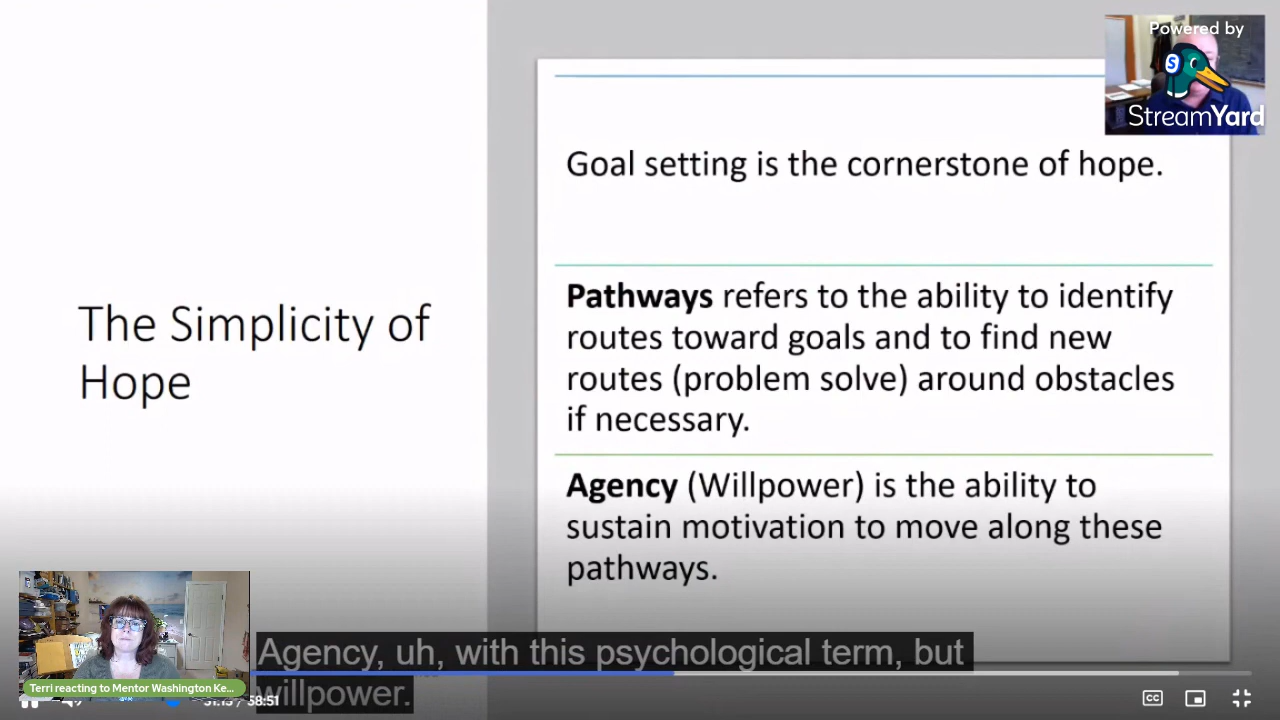 Powered by
StreamYard
Goal setting is the cornerstone of hope.
The Simplicity of
Hope
Pathways refers to the ability to identify
routes toward goals and to find new
routes (problem solve) around obstacles
if necessary.
Agency (Willpower) is the ability to
sustain motivation to move along these
pathways.
Agency, uh, with this psychological term, but
willpower.
Terri reacting to Mentor Washington Ke...
58:51
CC